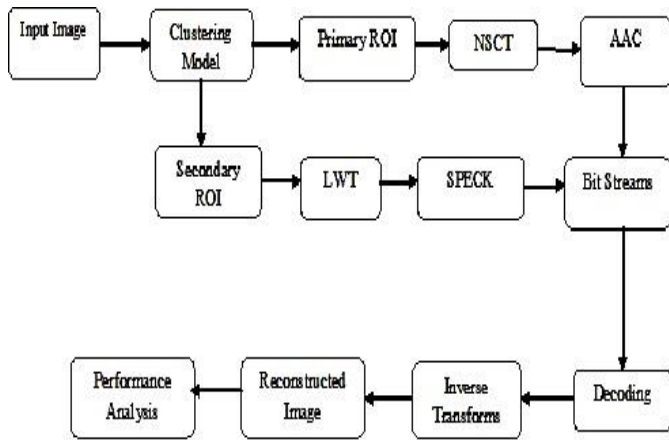 Input Image
Clustering
Model
Primary ROI
NSCT
AAC
Secondary
ROI
LWT
SPECK
Bit Streams
Performance
Analysis
Reconstructed
Image
Inverse
Transforms
Decoding